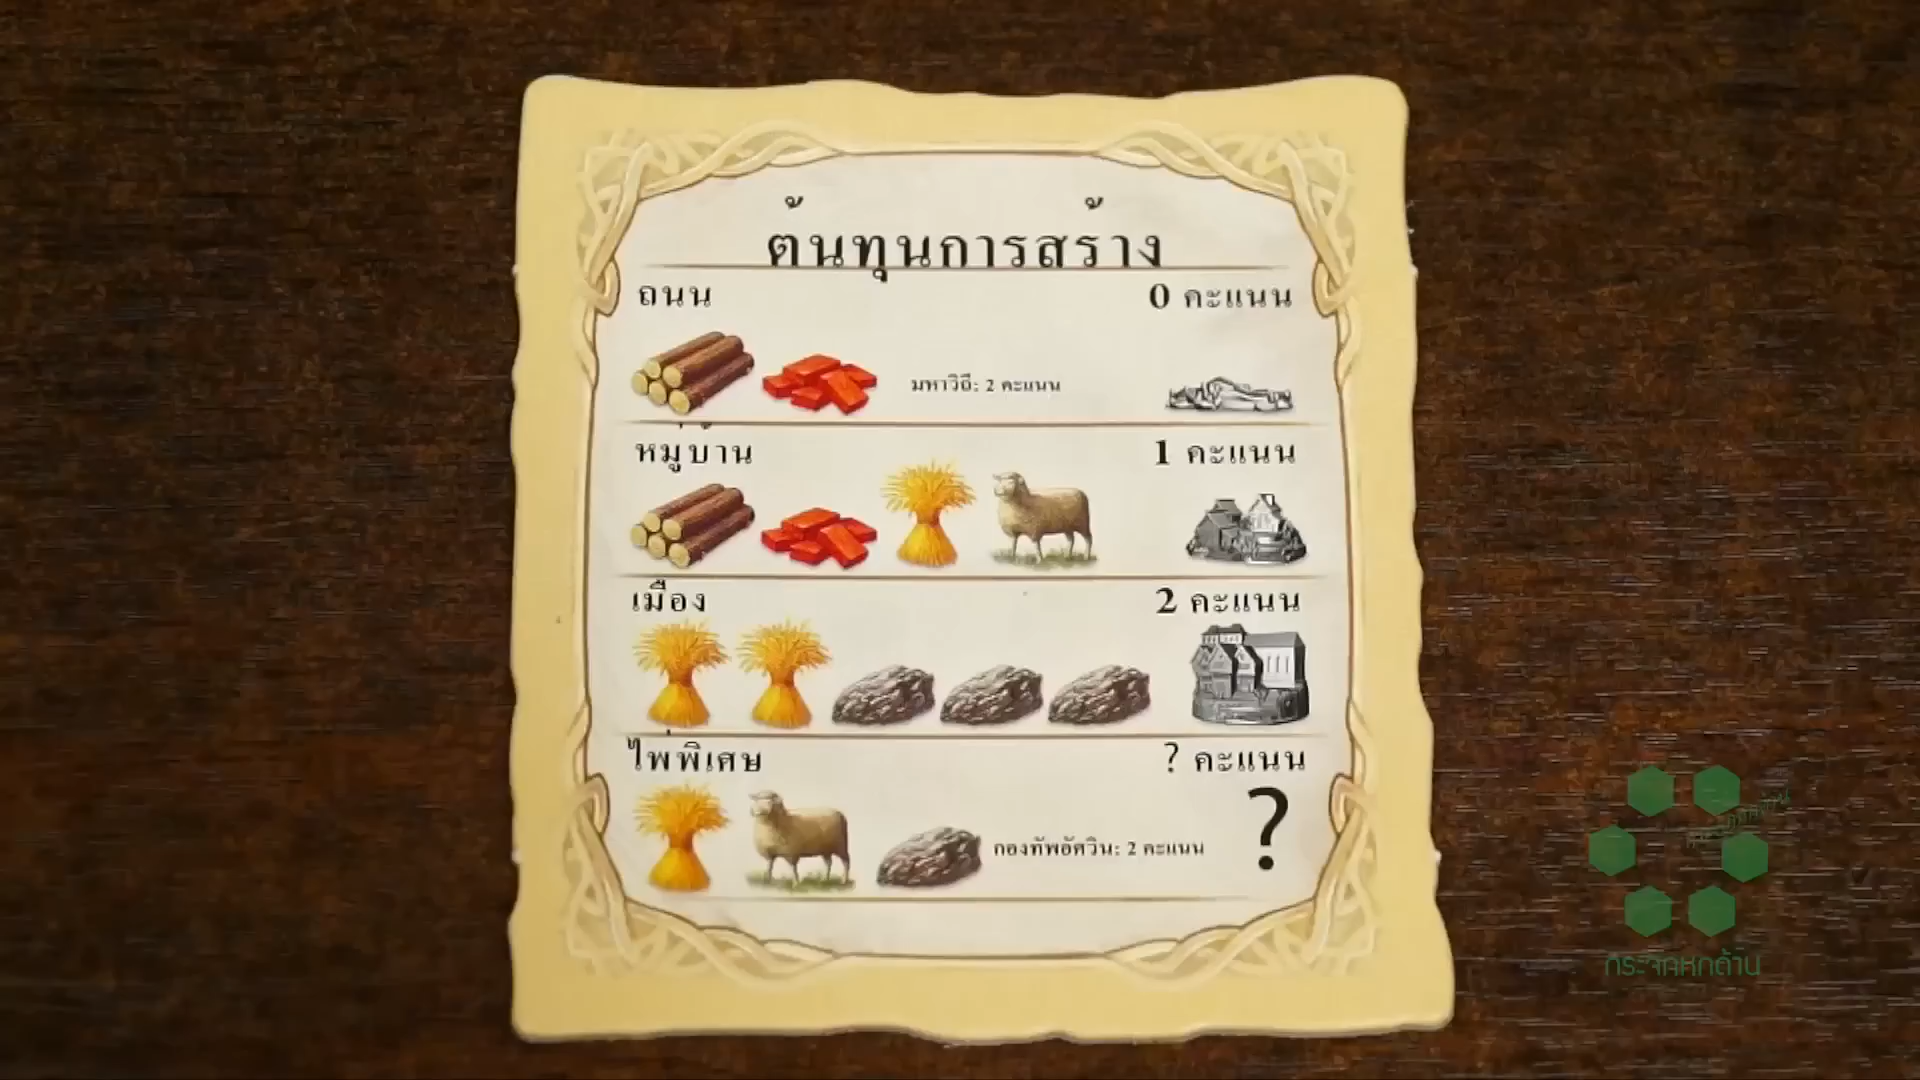 ต้นทุนการสร้าง
ถนน 0 คะแนน
มหาวิถี: 2 คะแนน
หมู่บ้าน 1 คะแนน
เมือง 2 คะแนน
ไพ่พิเศษ ? คะแนน
กองทัพอัศวิน: 2 คะแนน ?
กระจกหกด้าน